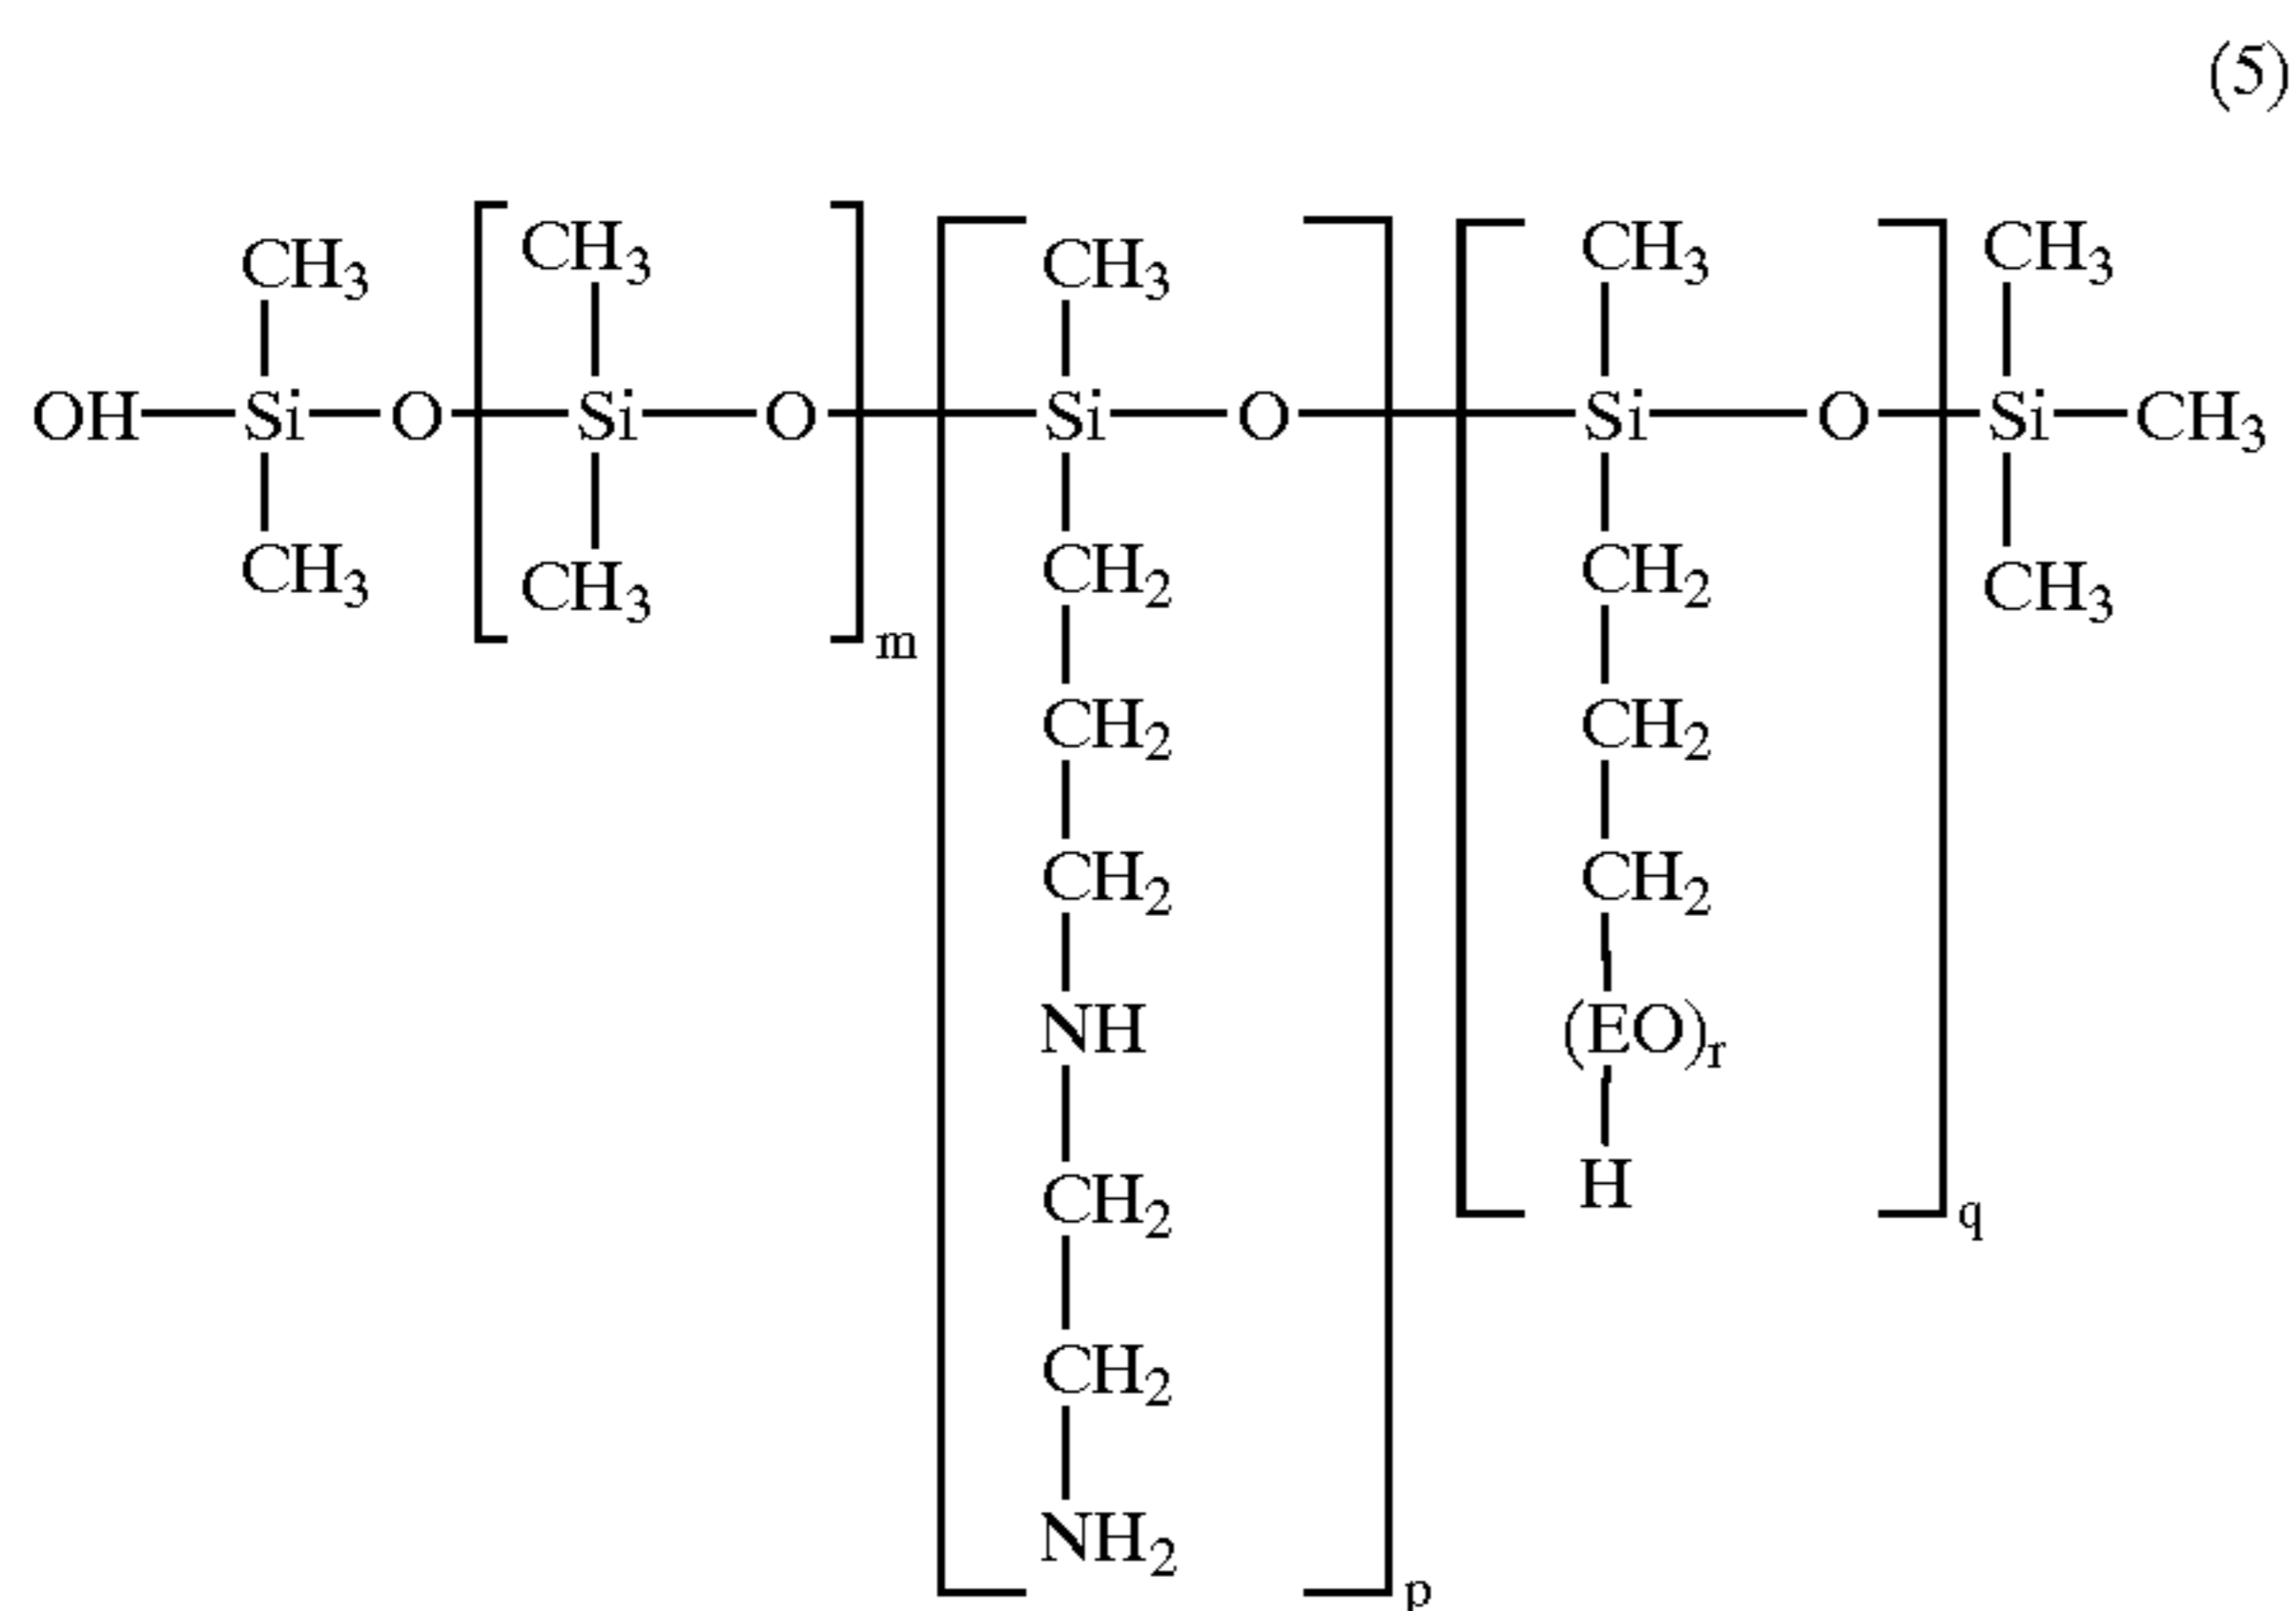 (5)
CH3 CH3 CH3 CH3 CH3
OH—Si—O—[Si—O]m—[Si—O]p—[Si—O]q—Si—CH3
CH3 CH3 CH2 CH2 CH3
CH2 CH2
CH2 CH2
NH (EO)r
CH2 H
CH2
NH2